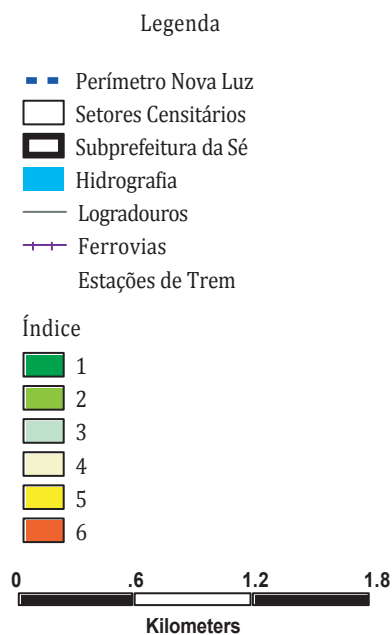 Legenda
Perímetro Nova Luz
Setores Censitários
Subprefeitura da Sé
Hidrografia
Logradouros
Ferrovias
Estações de Trem
Índice
1
2
3
4
5
6
0 .6 1.2 1.8
Kilometers